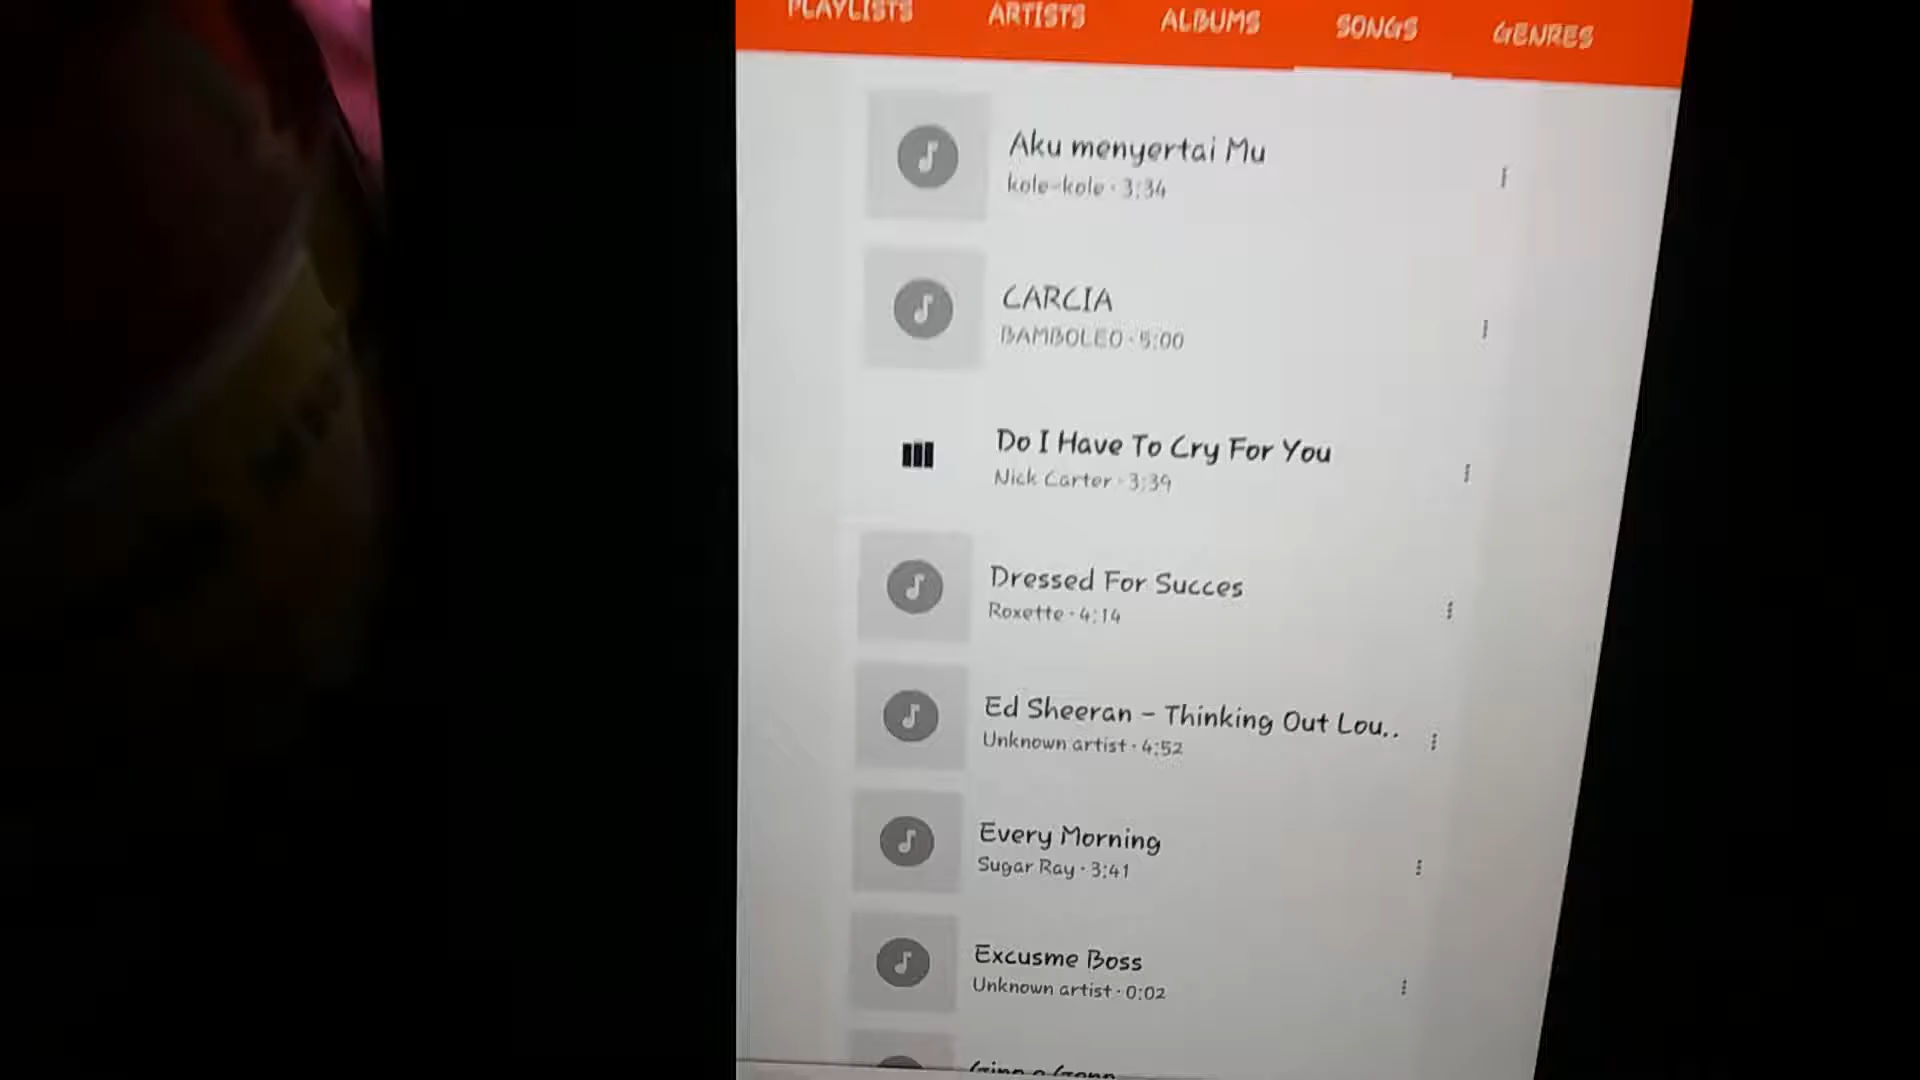 PLAYLISTS ARTISTS ALBUMS SONGS GENRES
Aku menyertai Mu
kole-kole · 3:34
CARCIA
BAMBOLEO · 5:00
Do I Have To Cry For You
Nick Carter · 3:39
Dressed For Succes
Roxette · 4:14
Ed Sheeran - Thinking Out Lou..
Unknown artist · 4:52
Every Morning
Sugar Ray · 3:41
Excusme Boss
Unknown artist · 0:02